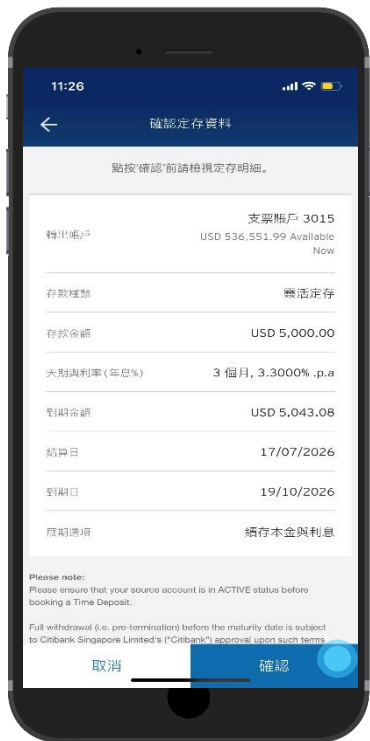 11:26
確認定存資料
點按'確認'前請檢視定存明細。
轉出帳戶
支票賬戶 3015
USD 536,551.99 Available
Now
存款種類
靈活定存
存款金額
USD 5,000.00
天期與利率(年息%)
3 個月, 3.3000% .p.a
到期金額
USD 5,043.08
結算日
17/07/2026
到期日
19/10/2026
展期選項
續存本金與利息
Please note:
Please ensure that your source account is in ACTIVE status before
booking a Time Deposit.
Full withdrawal (i.e. pre-termination) before the maturity date is subject
to Citibank Singapore Limited's ("Citibank") approval upon such terms
取消
確認